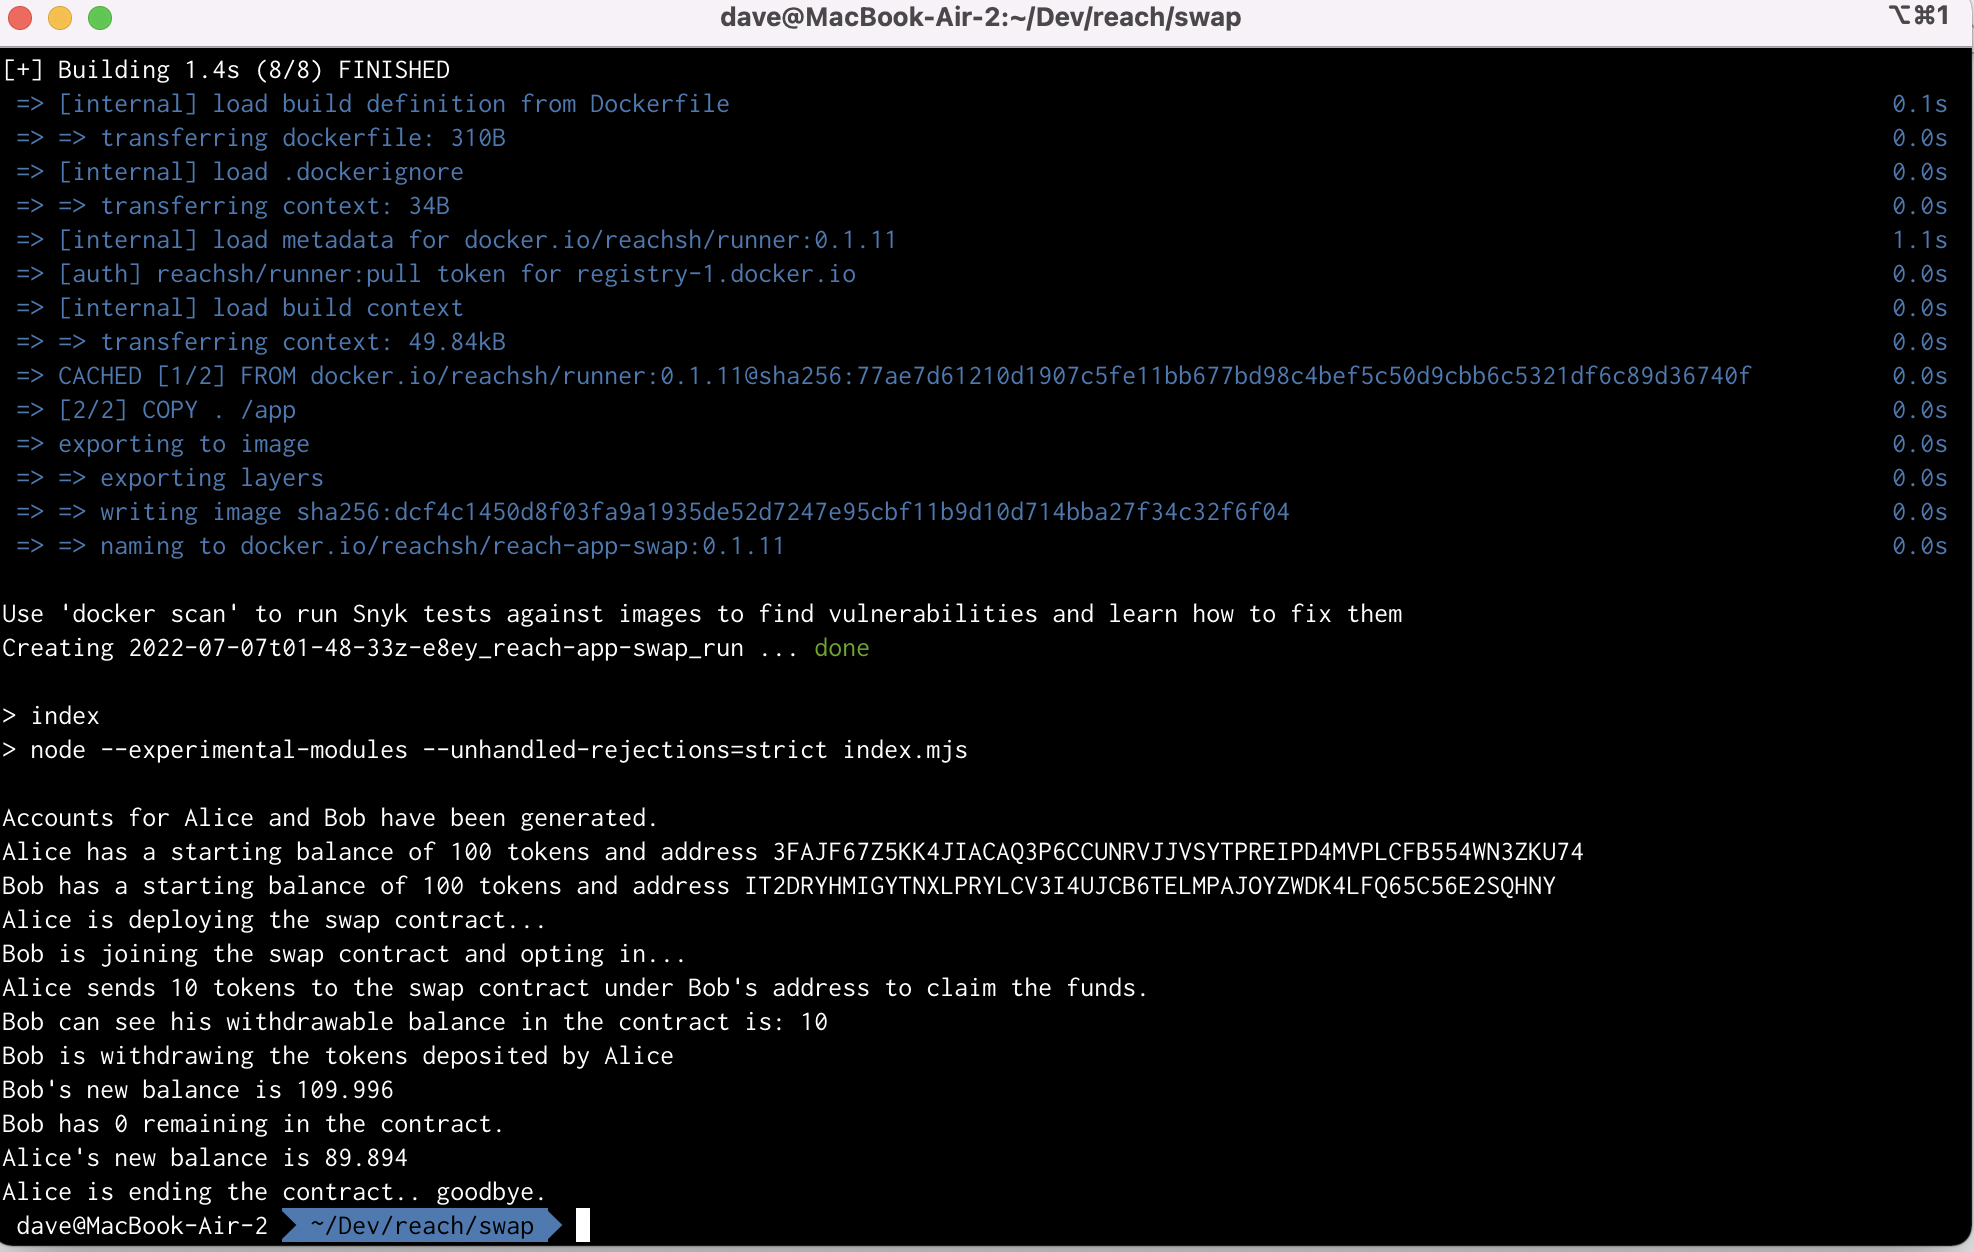 dave@MacBook-Air-2:~/Dev/reach/swap ⌥⌘1
[+] Building 1.4s (8/8) FINISHED
=> [internal] load build definition from Dockerfile 0.1s
=> => transferring dockerfile: 310B 0.0s
=> [internal] load .dockerignore 0.0s
=> => transferring context: 34B 0.0s
=> [internal] load metadata for docker.io/reachsh/runner:0.1.11 1.1s
=> [auth] reachsh/runner:pull token for registry-1.docker.io 0.0s
=> [internal] load build context 0.0s
=> => transferring context: 49.84kB 0.0s
=> CACHED [1/2] FROM docker.io/reachsh/runner:0.1.11@sha256:77ae7d61210d1907c5fe11bb677bd98c4bef5c50d9cbb6c5321df6c89d36740f 0.0s
=> [2/2] COPY . /app 0.0s
=> exporting to image 0.0s
=> => exporting layers 0.0s
=> => writing image sha256:dcf4c1450d8f03fa9a1935de52d7247e95cbf11b9d10d714bba27f34c32f6f04 0.0s
=> => naming to docker.io/reachsh/reach-app-swap:0.1.11 0.0s
Use 'docker scan' to run Snyk tests against images to find vulnerabilities and learn how to fix them
Creating 2022-07-07t01-48-33z-e8ey_reach-app-swap_run ... done
> index
> node --experimental-modules --unhandled-rejections=strict index.mjs
Accounts for Alice and Bob have been generated.
Alice has a starting balance of 100 tokens and address 3FAJF67Z5KK4JIACAQ3P6CCUNRVJJVSYTPREIPD4MVPLCFB554WN3ZKU74
Bob has a starting balance of 100 tokens and address IT2DRYHMIGYTNXLPRYLCV3I4UJCB6TELMPAJOYZWDK4LFQ65C56E2SQHNY
Alice is deploying the swap contract...
Bob is joining the swap contract and opting in...
Alice sends 10 tokens to the swap contract under Bob's address to claim the funds.
Bob can see his withdrawable balance in the contract is: 10
Bob is withdrawing the tokens deposited by Alice
Bob's new balance is 109.996
Bob has 0 remaining in the contract.
Alice's new balance is 89.894
Alice is ending the contract.. goodbye.
dave@MacBook-Air-2 ~/Dev/reach/swap